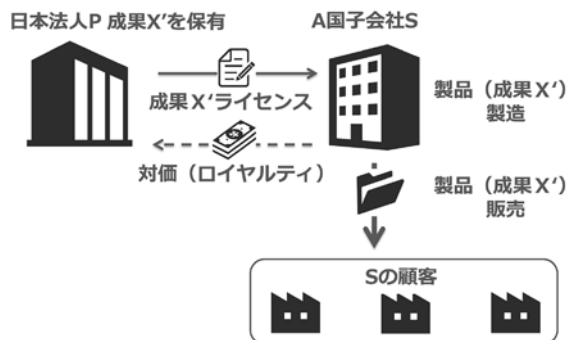 日本法人P 成果X’を保有
A国子会社S
成果X‘ライセンス
製品（成果X‘）
製造
対価（ロイヤルティ）
製品（成果X‘）
販売
Sの顧客